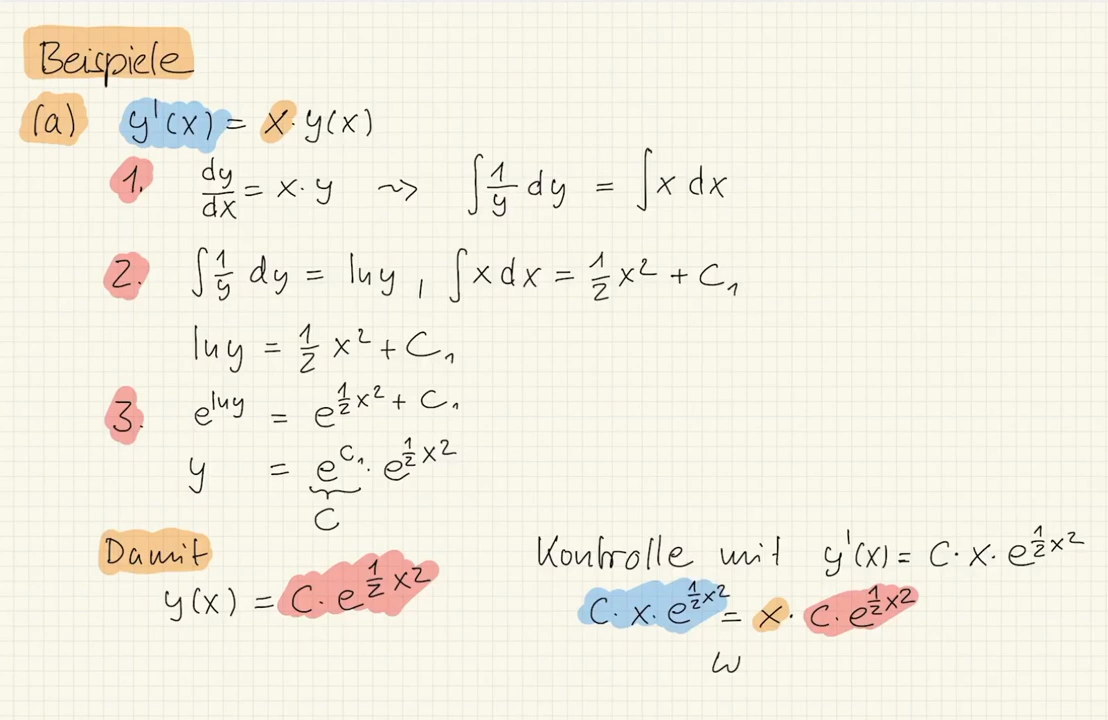 Beispiele
(a) y'(x) = x · y(x)
1. dy/dx = x · y ⇝ ∫ 1/y dy = ∫ x dx
2. ∫ 1/y dy = ln y , ∫ x dx = 1/2 x² + C₁
ln y = 1/2 x² + C₁
3. e^(ln y) = e^(1/2 x² + C₁)
y = e^(C₁) · e^(1/2 x²)
C
Damit
y(x) = C · e^(1/2 x²)
Kontrolle mit y'(x) = C · x · e^(1/2 x²)
C · x · e^(1/2 x²) = x · C · e^(1/2 x²)
w